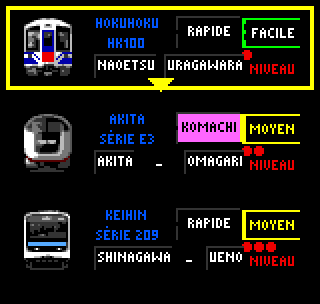 HOKUHOKU
HK100
RAPIDE
FACILE
NAOETSU
URAGAWARA
NIVEAU
AKITA
SÉRIE E3
KOMACHI
MOYEN
AKITA
-
OMAGARI
NIVEAU
KEIHIN
SÉRIE 209
RAPIDE
MOYEN
SHINAGAWA
-
UENO
NIVEAU